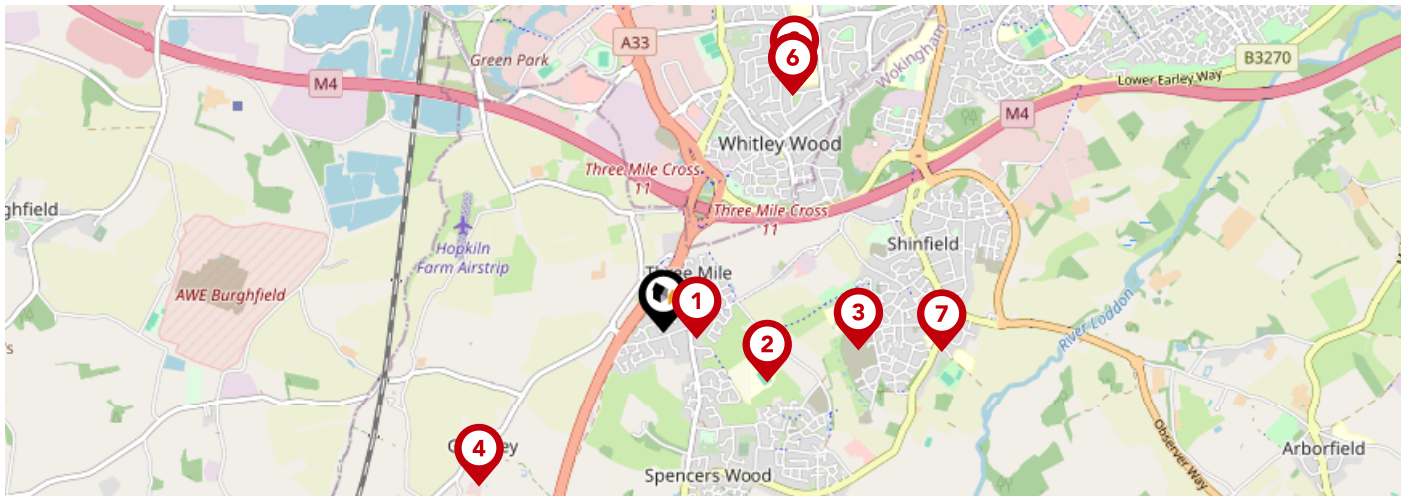 A33
Green Park
6
Wokingham
B3270
Lower Earley Way
M4
M4
Whitley Wood
Three Mile Cross
11
ghfield
Three Mile Cross
11
Shinfield
Hopkiln
Farm Airstrip
Three Mile
AWE Burghfield
1
3
7
2
River Loddon
's
4
ey
Spencers Wood
Observer Way
Arborfield